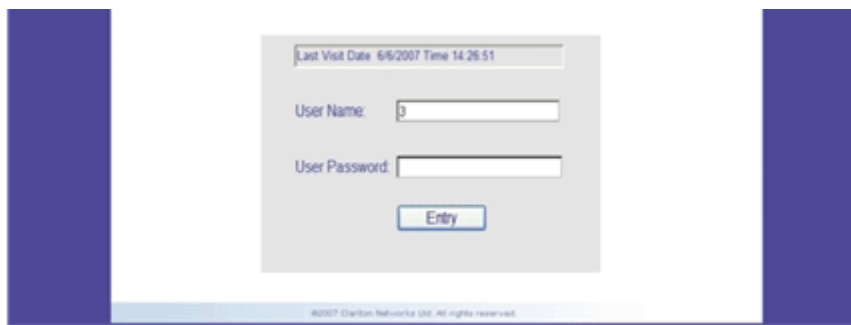 Last Visit Date 6/6/2007 Time 14:26:51
User Name: 3
User Password:
Entry
©2007 Clariton Networks Ltd. All rights reserved.